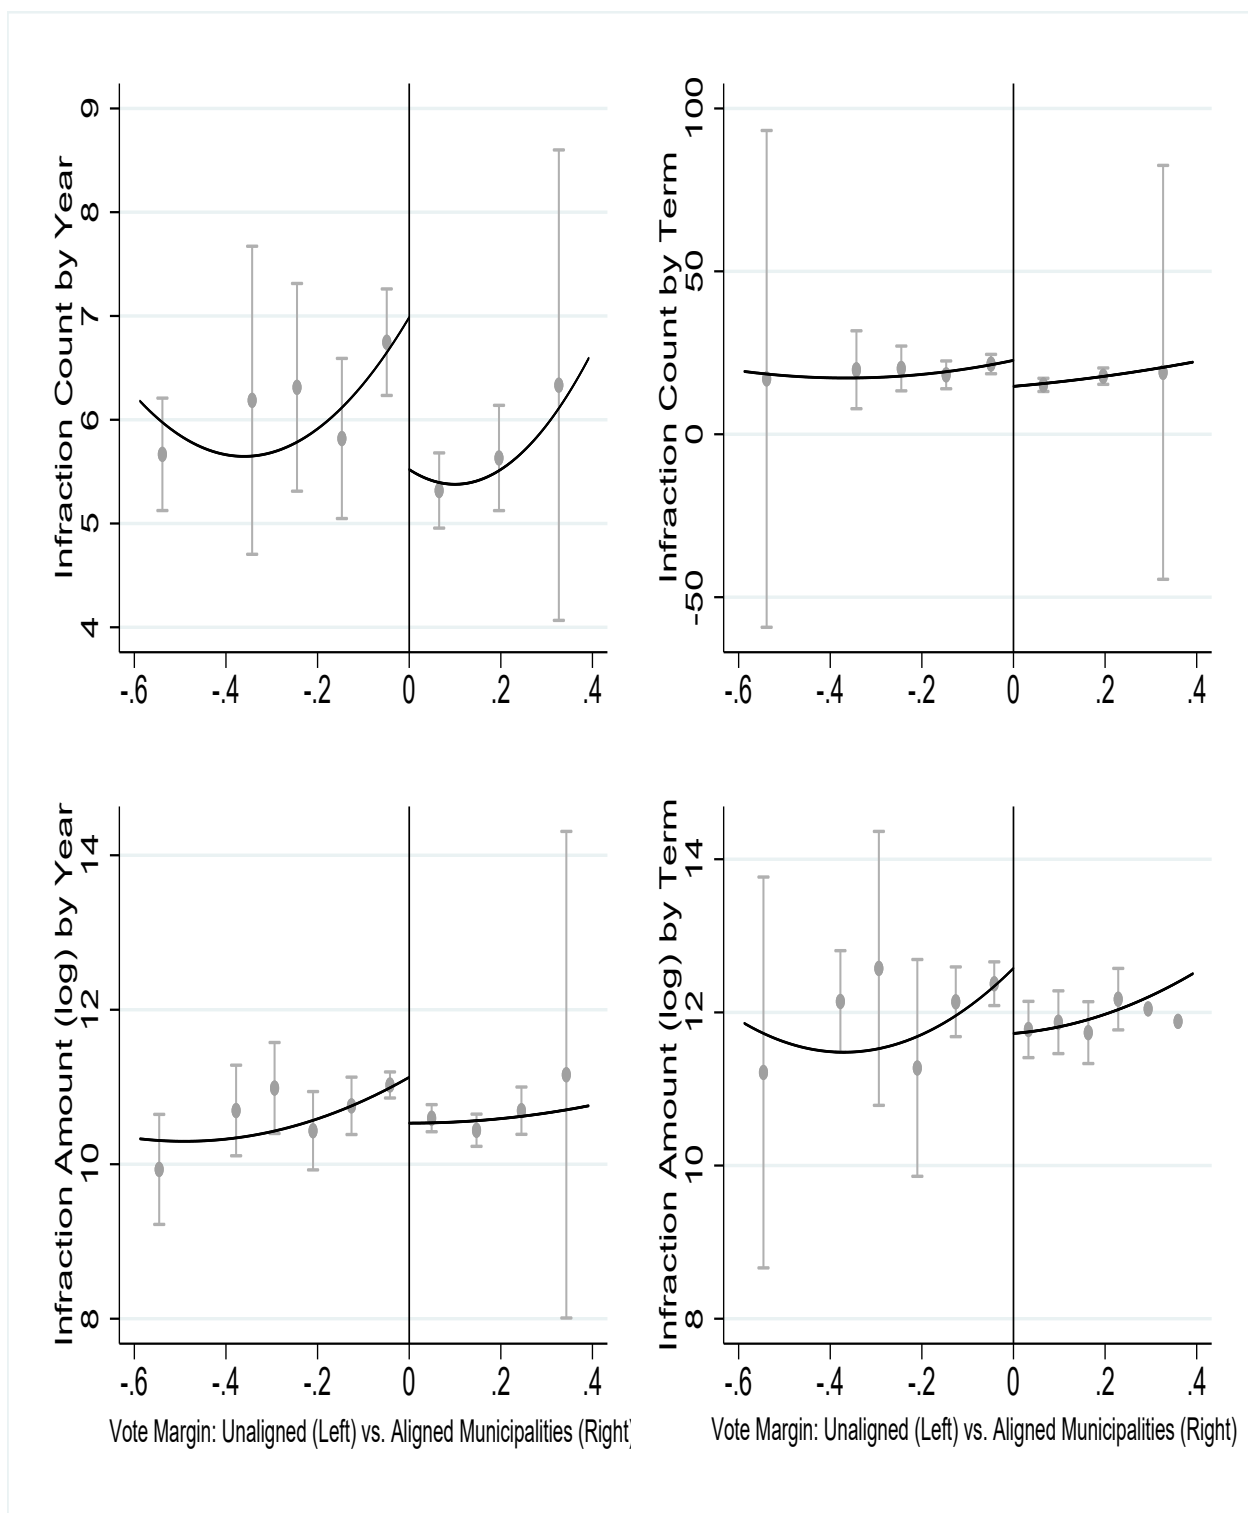 Infraction Count by Year
9
8
7
6
5
4
-.6 -.4 -.2 0 .2 .4
Infraction Count by Term
100
50
0
-50
-.6 -.4 -.2 0 .2 .4
Infraction Amount (log) by Year
14
12
10
8
-.6 -.4 -.2 0 .2 .4
Vote Margin: Unaligned (Left) vs. Aligned Municipalities (Right)
Infraction Amount (log) by Term
14
12
10
8
-.6 -.4 -.2 0 .2 .4
Vote Margin: Unaligned (Left) vs. Aligned Municipalities (Right)